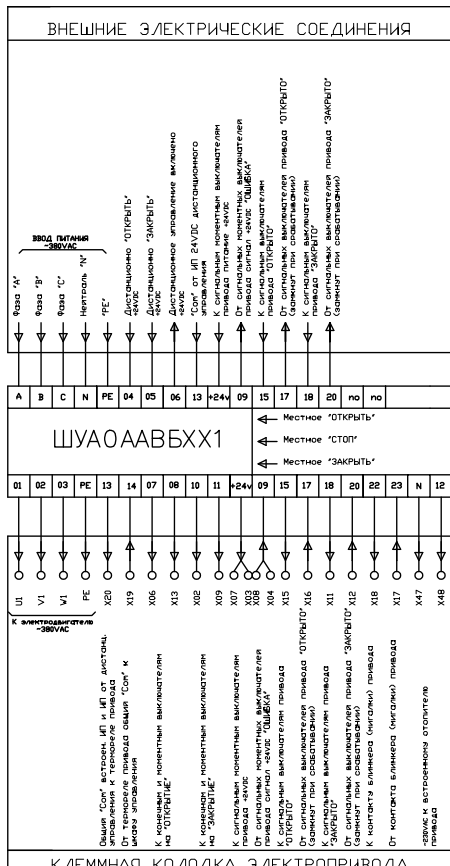 ВНЕШНИЕ ЭЛЕКТРИЧЕСКИЕ СОЕДИНЕНИЯ
ВВОД ПИТАНИЯ
~380VAC
Фаза "A"
Фаза "B"
Фаза "C"
Нейтраль "N"
"PE"
Дистанционно "ОТКРЫТЬ"
+24VDC
Дистанционно "ЗАКРЫТЬ"
+24VDC
Дистанционное управление включено
+24VDC
"Com" от ИП 24VDC дистанционного
управления
К сигнальным моментным выключателям
привода питание +24VDC
От сигнальных моментных выключателей
привода сигнал +24VDC "ОШИБКА"
К сигнальным выключателям
привода "ОТКРЫТО"
От сигнальных выключателей привода "ОТКРЫТО"
(замкнут при срабатывании)
К сигнальным выключателям
привода "ЗАКРЫТО"
От сигнальных выключателей привода "ЗАКРЫТО"
(замкнут при срабатывании)
A B C N PE 04 05 06 13 +24v 09 15 17 18 20 no no
ШУА0ААВБХХ1
Местное "ОТКРЫТЬ"
Местное "СТОП"
Местное "ЗАКРЫТЬ"
01 02 03 PE 13 14 07 08 10 11 +24v 09 15 17 18 20 22 23 N 12
U1 V1 W1 PE X20 X19 X06 X13 X02 X09 X07 X03 X08 X04 X15 X16 X11 X12 X18 X17 X47 X48
К электродвигателю
~380VAC
Общий "Com" встроен. ИП и ИП от дистанц.
управления к термореле привода
От термореле привода общий "Com" к
шкафу управления
К конечным и моментным выключателям
на "ОТКРЫТИЕ"
К конечным и моментным выключателям
на "ЗАКРЫТИЕ"
К сигнальным моментным выключателям
привода +24VDC
От сигнальных моментных выключателей
привода сигнал +24VDC "ОШИБКА"
К сигнальным выключателям привода
"ОТКРЫТО"
От сигнальных выключателей привода "ОТКРЫТО"
(замкнут при срабатывании)
К сигнальным выключателям привода
"ЗАКРЫТО"
От сигнальных выключателей привода "ЗАКРЫТО"
(замкнут при срабатывании)
К контакту блинкера (мигалки) привода
От контакта блинкера (мигалки) привода
~230VAC к встроенному отопителю
привода
КЛЕММНАЯ КОЛОДКА ЭЛЕКТРОПРИВОДА